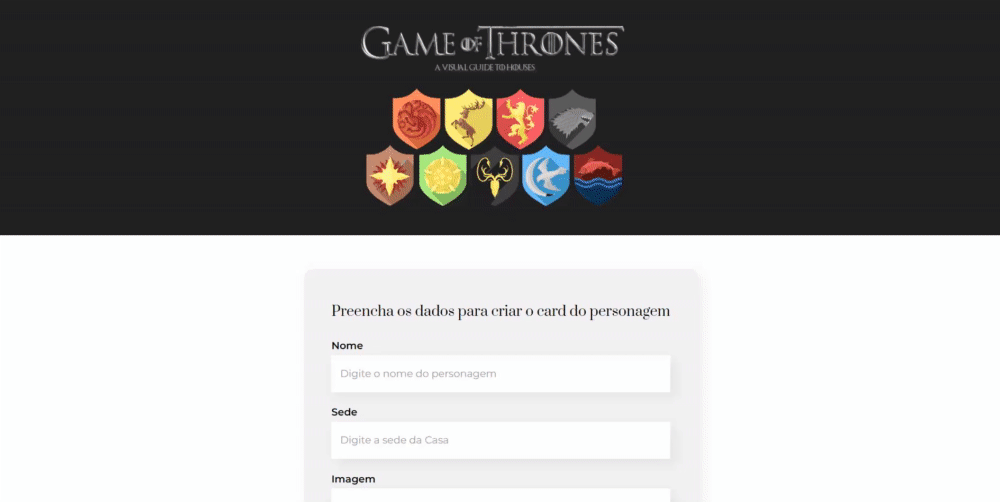 GAME OF THRONES
A VISUAL GUIDE TO HOUSES
Preencha os dados para criar o card do personagem
Nome
Digite o nome do personagem
Sede
Digite a sede da Casa
Imagem